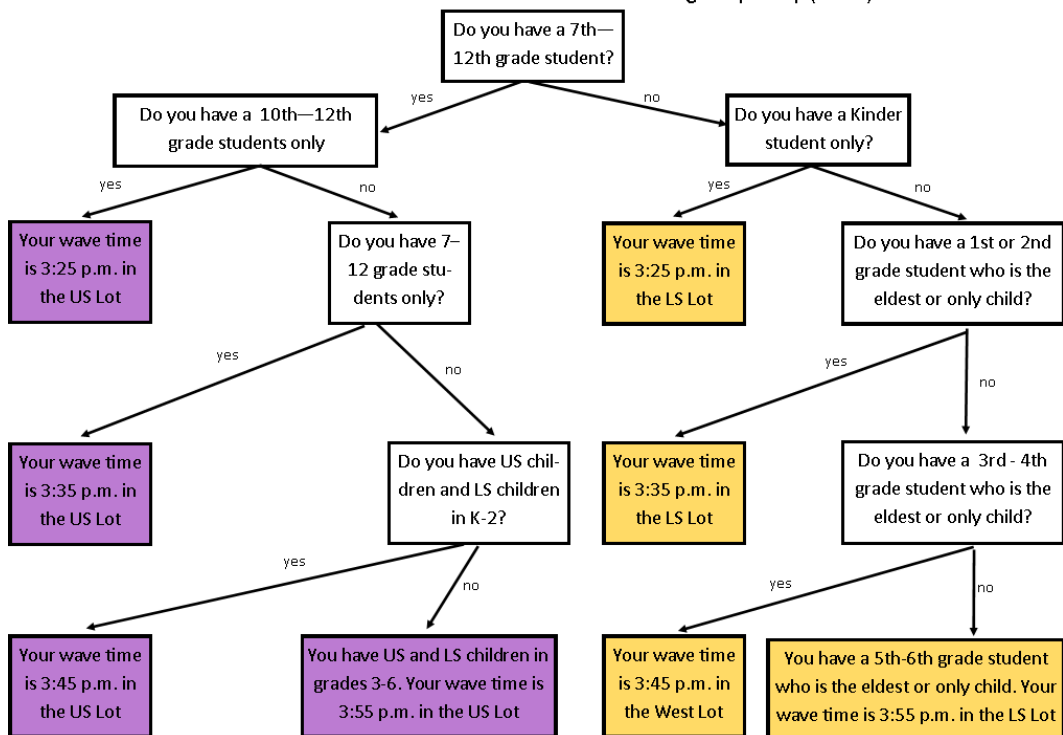 Do you have a 7th—
12th grade student?
yes
no
Do you have a 10th—12th
grade students only
Do you have a Kinder
student only?
yes
no
yes
no
Your wave time
is 3:25 p.m. in
the US Lot
Do you have 7–
12 grade stu-
dents only?
Your wave time
is 3:25 p.m. in
the LS Lot
Do you have a 1st or 2nd
grade student who is the
eldest or only child?
yes
no
yes
no
Your wave time
is 3:35 p.m. in
the US Lot
Do you have US chil-
dren and LS children
in K-2?
Your wave time
is 3:35 p.m. in
the LS Lot
Do you have a 3rd - 4th
grade student who is the
eldest or only child?
yes
no
yes
no
Your wave time
is 3:45 p.m. in
the US Lot
You have US and LS children in
grades 3-6. Your wave time is
3:55 p.m. in the US Lot
Your wave time
is 3:45 p.m. in
the West Lot
You have a 5th-6th grade student
who is the eldest or only child. Your
wave time is 3:55 p.m. in the LS Lot